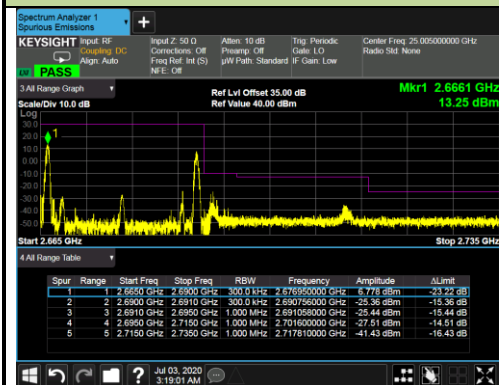 Spectrum Analyzer 1
Spurious Emissions
+
KEYSIGHT Input: RF Input Z: 50 Ω Atten: 10 dB Trig: Periodic Center Freq: 25.005000000 GHz
Coupling: DC Corrections: Off Preamp: Off Gate: LO Radio Std: None
Align: Auto Freq Ref: Int (S) µW Path: Standard IF Gain: Low
NFE: Off
LV PASS
3 All Range Graph
Ref Lvl Offset 35.00 dB Mkr1 2.6661 GHz
Scale/Div 10.0 dB Ref Value 40.00 dBm 13.25 dBm
Log
30.0
20.0
10.0
0.00
-10.0
-20.0
-30.0
-40.0
-50.0
1
Start 2.665 GHz Stop 2.735 GHz
4 All Range Table
Spur Range Start Freq Stop Freq RBW Frequency Amplitude ΔLimit
1 1 2.6650 GHz 2.6900 GHz 300.0 kHz 2.676950000 GHz 6.778 dBm -23.22 dB
2 2 2.6900 GHz 2.6910 GHz 300.0 kHz 2.690756000 GHz -25.36 dBm -15.36 dB
3 3 2.6910 GHz 2.6950 GHz 1.000 MHz 2.691058000 GHz -25.44 dBm -15.44 dB
4 4 2.6950 GHz 2.7150 GHz 1.000 MHz 2.701600000 GHz -27.51 dBm -14.51 dB
5 5 2.7150 GHz 2.7350 GHz 1.000 MHz 2.717810000 GHz -41.43 dBm -16.43 dB
?
Jul 03, 2020
3:19:01 AM